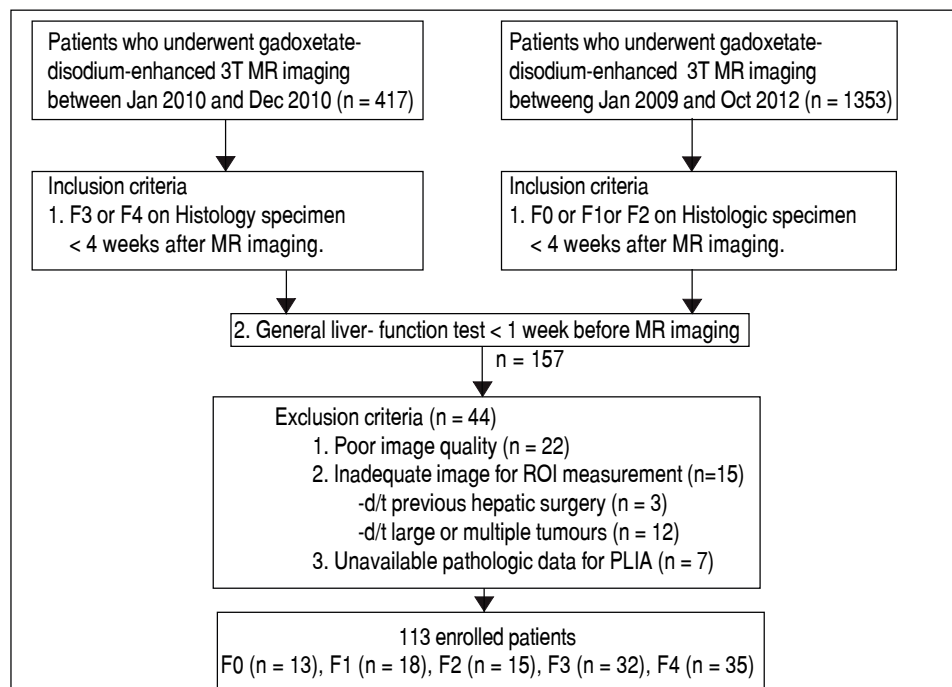 Patients who underwent gadoxetate-
disodium-enhanced 3T MR imaging
between Jan 2010 and Dec 2010 (n = 417)
Patients who underwent gadoxetate-
disodium-enhanced 3T MR imaging
betweeng Jan 2009 and Oct 2012 (n = 1353)
Inclusion criteria
1. F3 or F4 on Histology specimen
< 4 weeks after MR imaging.
Inclusion criteria
1. F0 or F1or F2 on Histologic specimen
< 4 weeks after MR imaging.
2. General liver- function test < 1 week before MR imaging
n = 157
Exclusion criteria (n = 44)
1. Poor image quality (n = 22)
2. Inadequate image for ROI measurement (n=15)
-d/t previous hepatic surgery (n = 3)
-d/t large or multiple tumours (n = 12)
3. Unavailable pathologic data for PLIA (n = 7)
113 enrolled patients
F0 (n = 13), F1 (n = 18), F2 (n = 15), F3 (n = 32), F4 (n = 35)